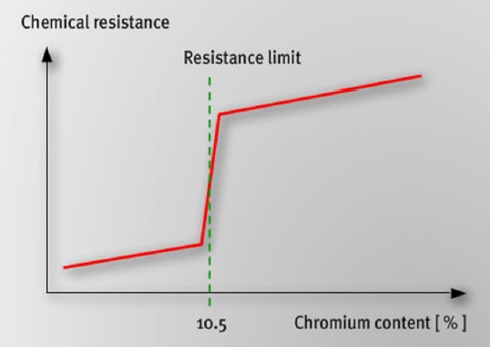 Chemical resistance
Resistance limit
10.5
Chromium content [ % ]